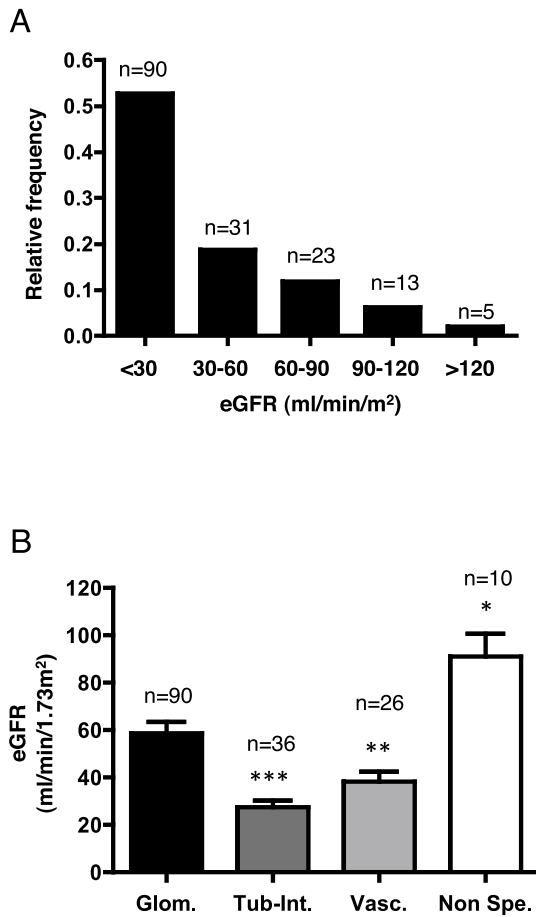 A
Relative frequency
0.6
0.5
0.4
0.3
0.2
0.1
0.0
n=90
n=31
n=23
n=13
n=5
<30 30-60 60-90 90-120 >120
eGFR (ml/min/m²)
B
eGFR
(ml/min/1.73m²)
120
100
80
60
40
20
0
n=90
n=36
***
n=26
**
n=10
*
Glom. Tub-Int. Vasc. Non Spe.